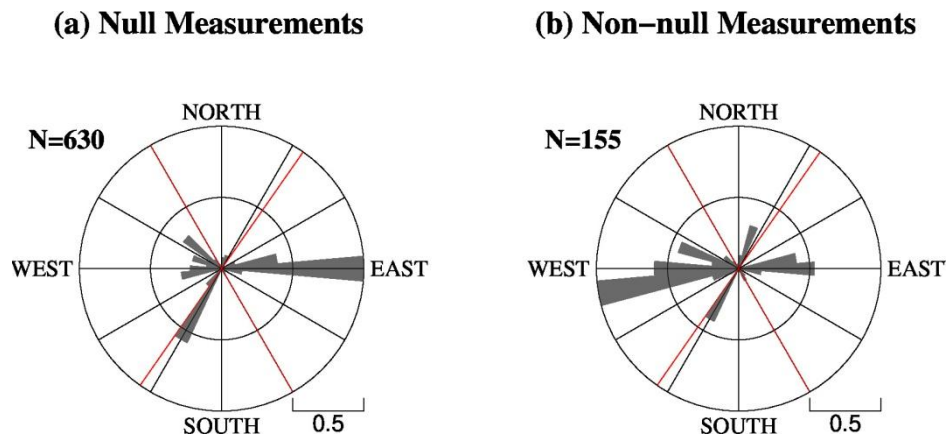 (a) Null Measurements
(b) Non-null Measurements
N=630
NORTH
WEST
EAST
SOUTH
0.5
N=155
NORTH
WEST
EAST
SOUTH
0.5